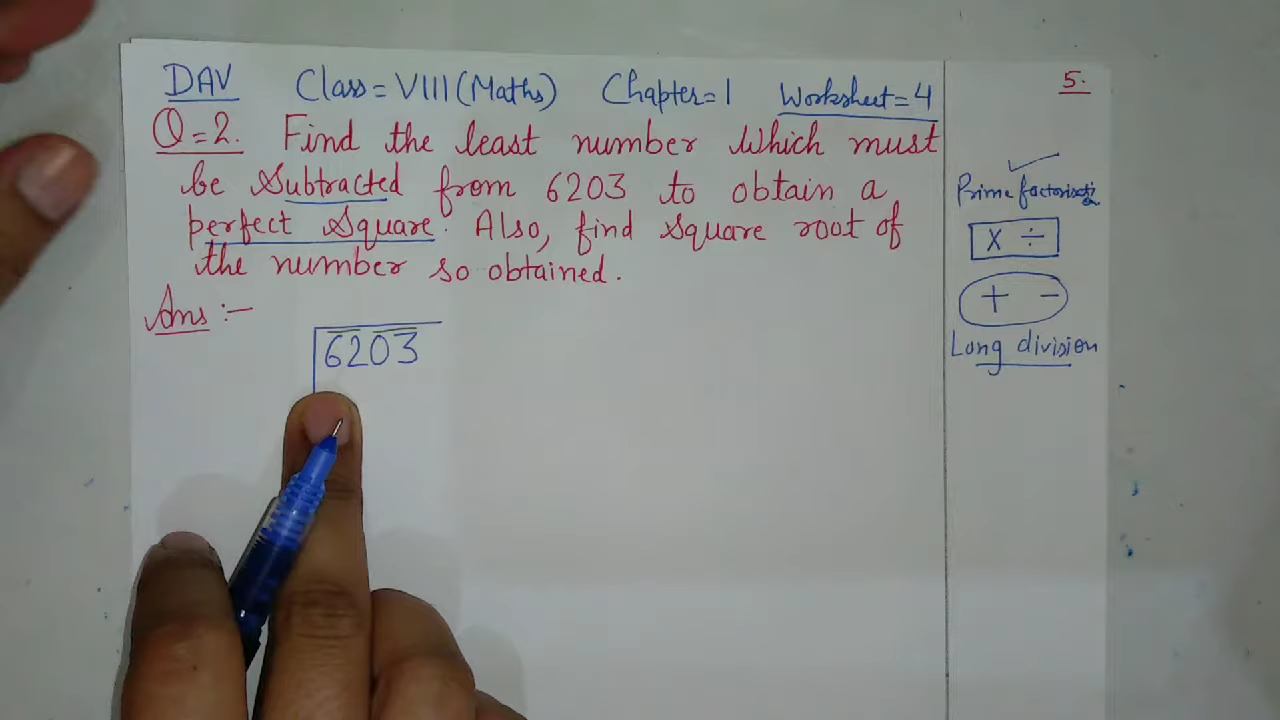 DAV Class=VIII (Maths) Chapter=1 Worksheet=4
Q=2. Find the least number which must
be Subtracted from 6203 to obtain a
perfect Square. Also, find square root of
the number so obtained.
Ans :-
6203
5.
Prime factorisation
x ÷
+ -
Long division